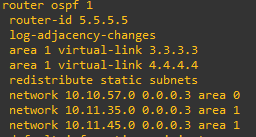 router ospf 1
router-id 5.5.5.5
log-adjacency-changes
area 1 virtual-link 3.3.3.3
area 1 virtual-link 4.4.4.4
redistribute static subnets
network 10.10.57.0 0.0.0.3 area 0
network 10.11.35.0 0.0.0.3 area 1
network 10.11.45.0 0.0.0.3 area 1